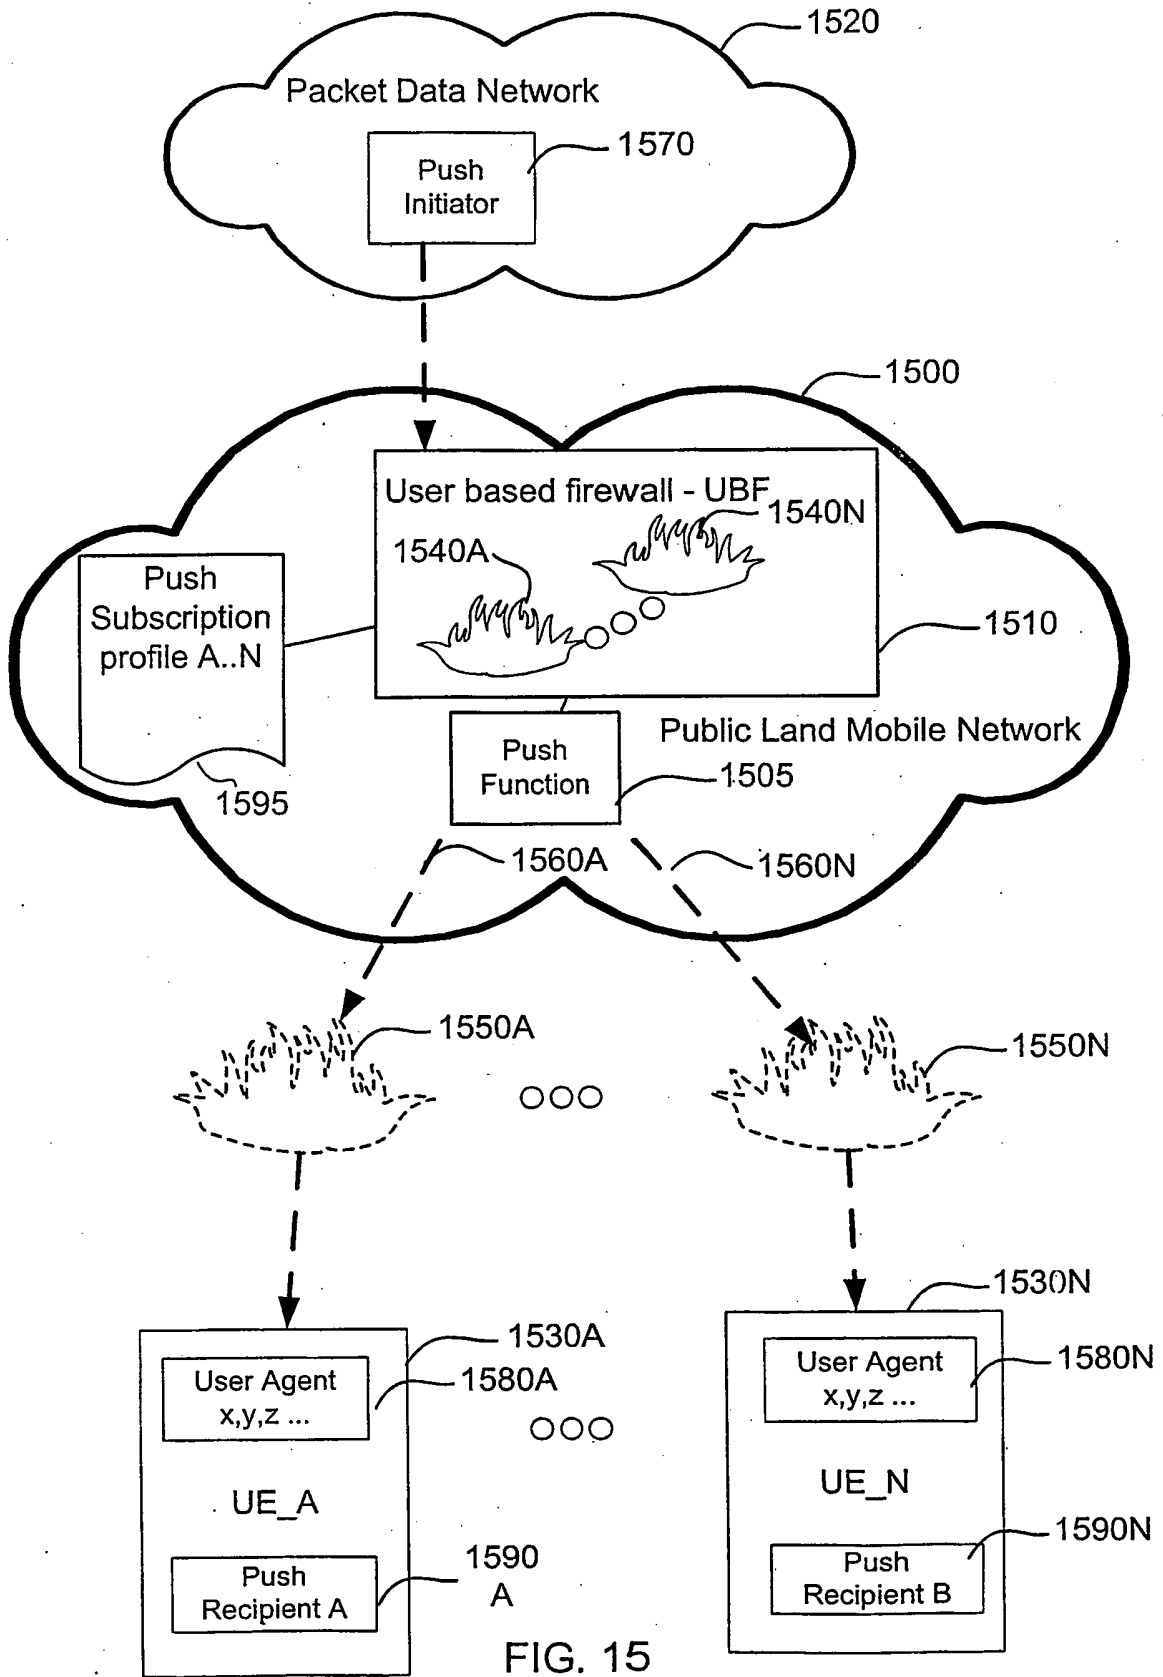 1520
Packet Data Network
1570
Push
Initiator
1500
User based firewall - UBF
1540N
1540A
Push
Subscription
profile A..N
1510
Public Land Mobile Network
Push
Function
1505
1595
1560A
1560N
1550A
1550N
1530N
1530A
User Agent
x,y,z ...
1580A
User Agent
x,y,z ...
1580N
UE_A
UE_N
1590N
1590
A
Push
Recipient A
Push
Recipient B
FIG. 15